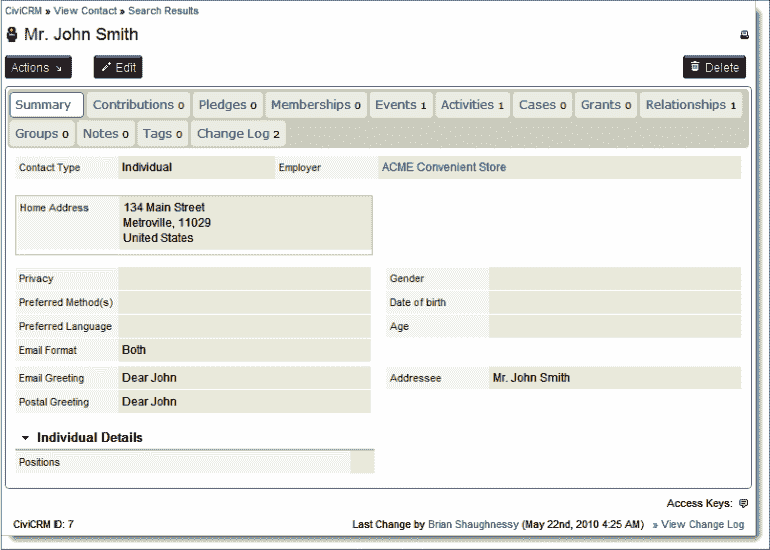 CiviCRM » View Contact » Search Results
Mr. John Smith
Actions Edit Delete
Summary Contributions 0 Pledges 0 Memberships 0 Events 1 Activities 1 Cases 0 Grants 0 Relationships 1
Groups 0 Notes 0 Tags 0 Change Log 2
Contact Type Individual Employer ACME Convenient Store
Home Address 134 Main Street
Metroville, 11029
United States
Privacy Gender
Preferred Method(s) Date of birth
Preferred Language Age
Email Format Both
Email Greeting Dear John Addressee Mr. John Smith
Postal Greeting Dear John
Individual Details
Positions
Access Keys:
CiviCRM ID: 7 Last Change by Brian Shaughnessy (May 22nd, 2010 4:25 AM) » View Change Log